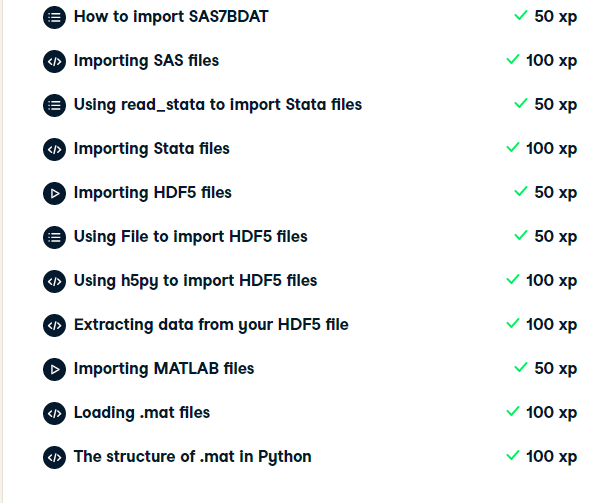 How to import SAS7BDAT 50 xp
Importing SAS files 100 xp
Using read_stata to import Stata files 50 xp
Importing Stata files 100 xp
Importing HDF5 files 50 xp
Using File to import HDF5 files 50 xp
Using h5py to import HDF5 files 100 xp
Extracting data from your HDF5 file 100 xp
Importing MATLAB files 50 xp
Loading .mat files 100 xp
The structure of .mat in Python 100 xp